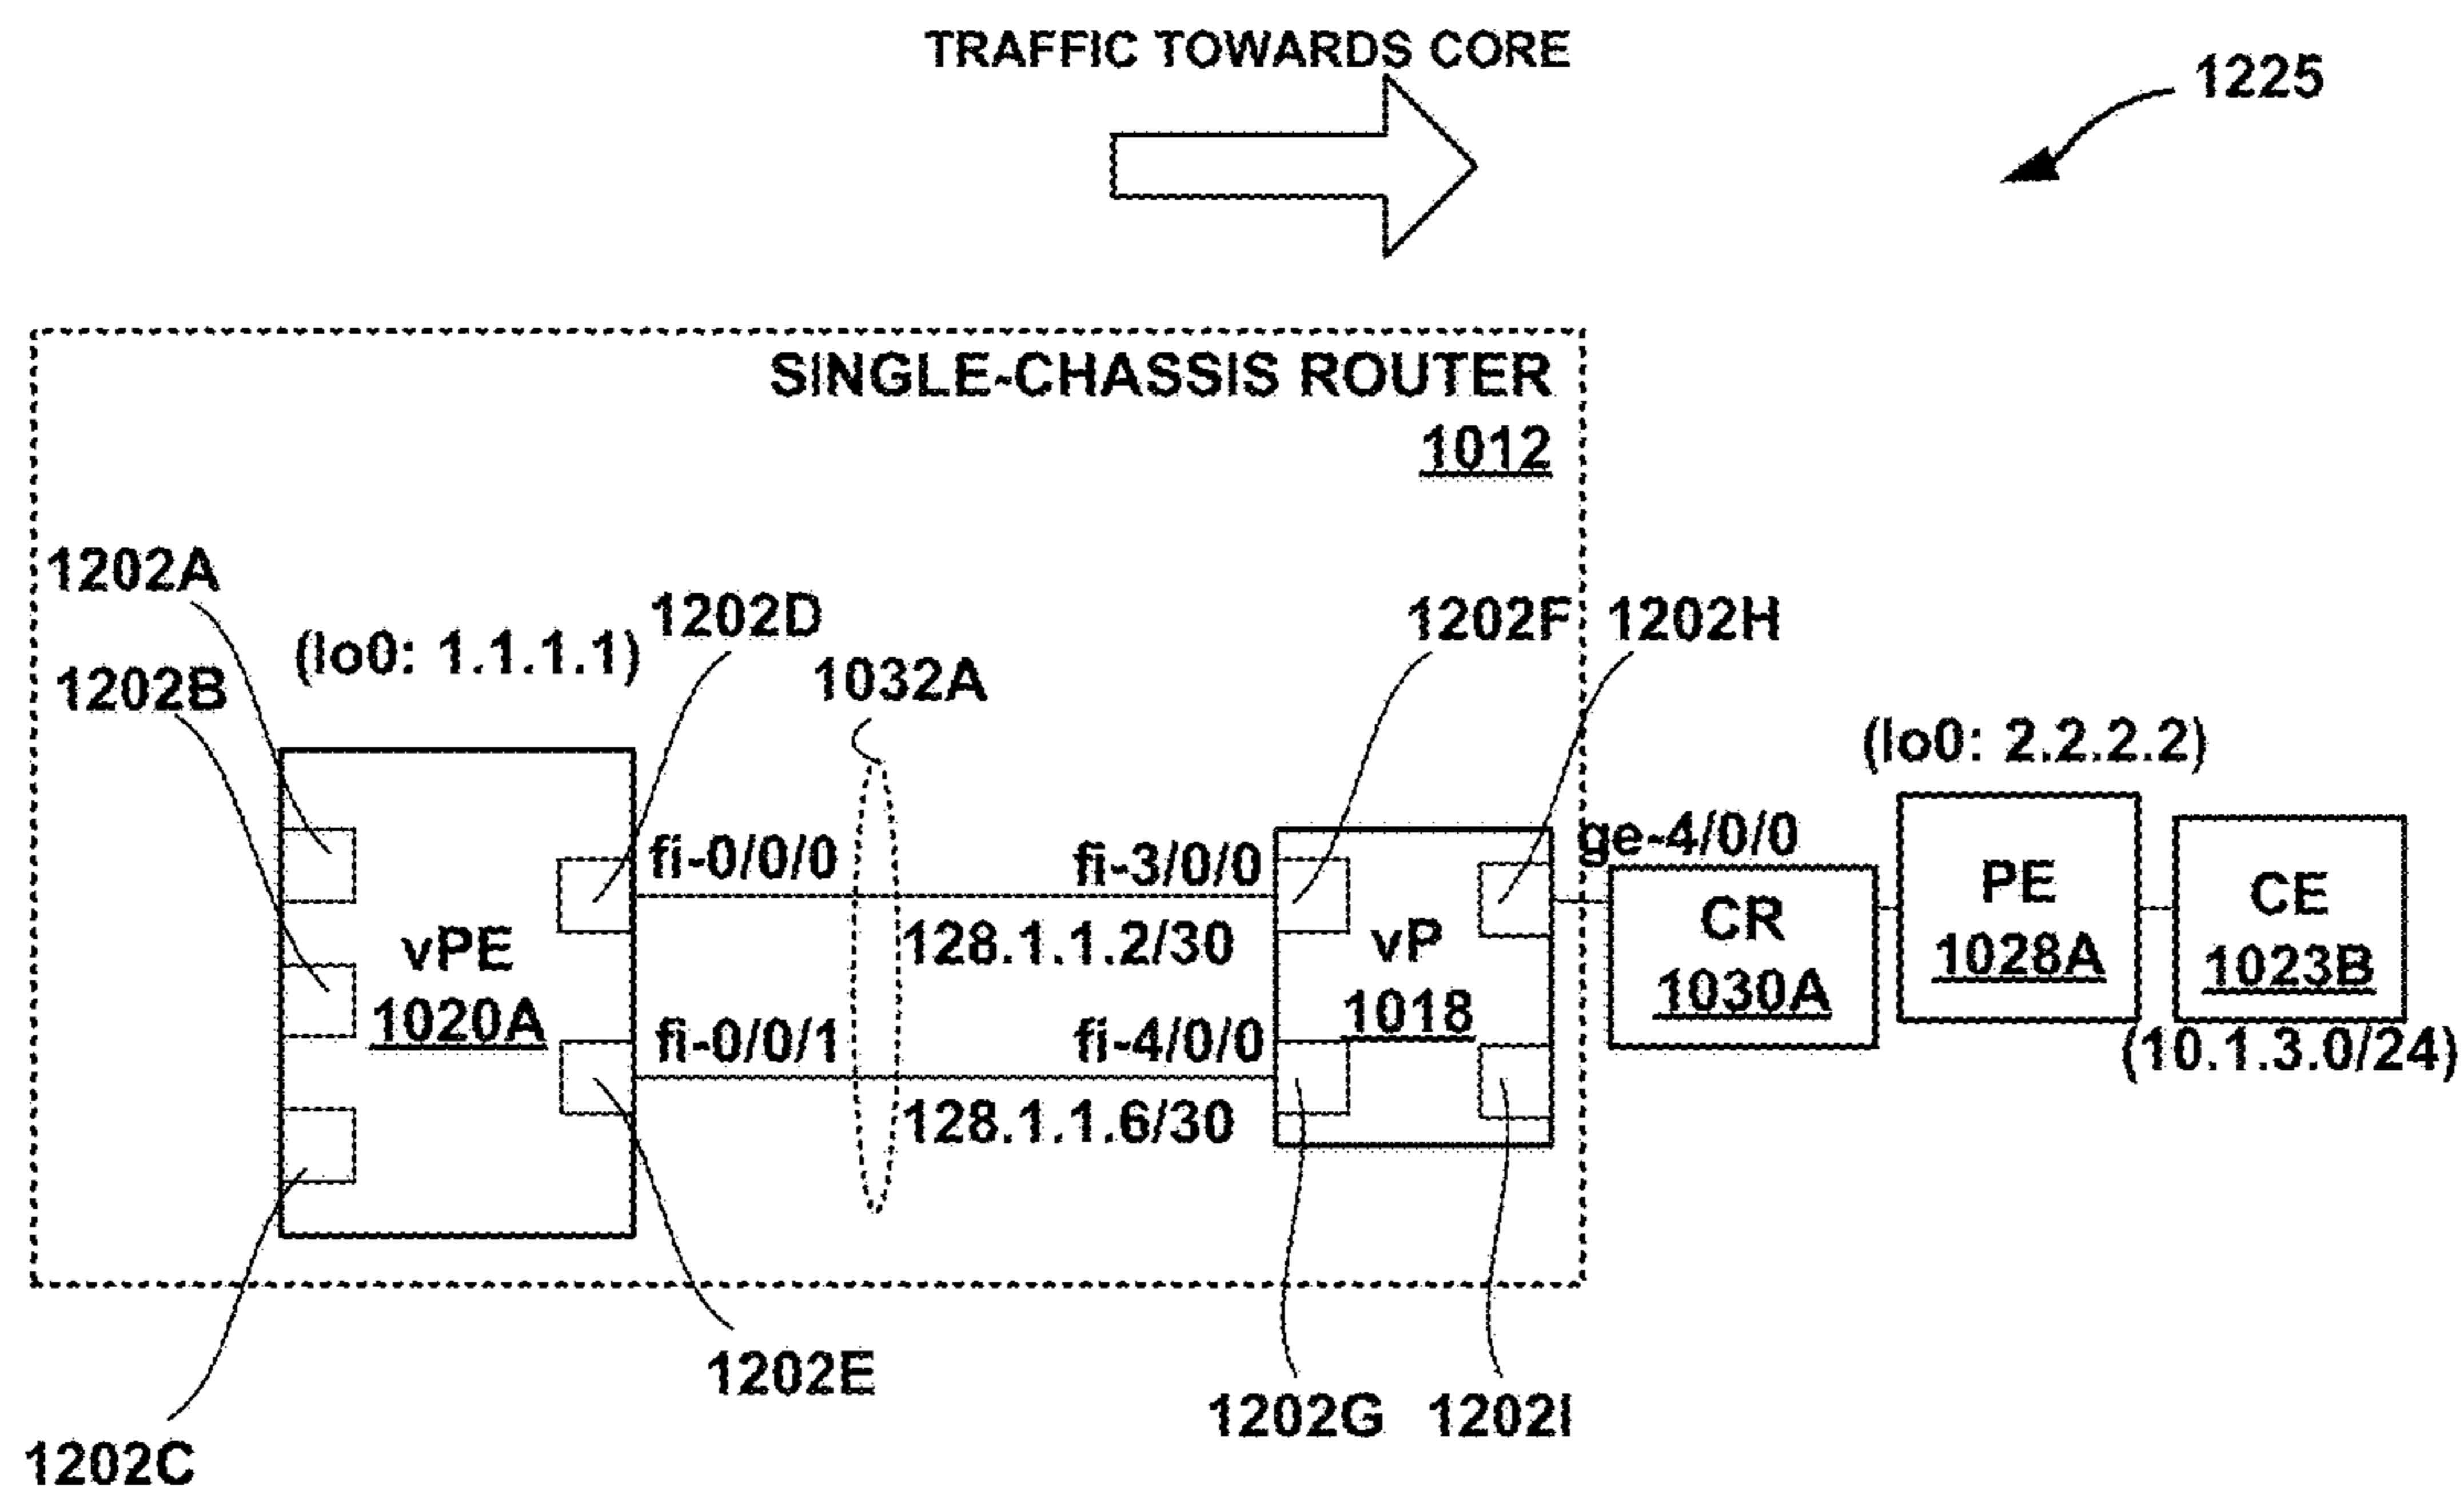 TRAFFIC TOWARDS CORE
1225
SINGLE-CHASSIS ROUTER
1012
1202A
1202B
(lo0: 1.1.1.1)
1202D
1032A
1202F
1202H
(lo0: 2.2.2.2)
fi-0/0/0
fi-3/0/0
ge-4/0/0
128.1.1.2/30
vPE
1020A
vP
1018
CR
1030A
PE
1028A
CE
1023B
(10.1.3.0/24)
fi-0/0/1
fi-4/0/0
128.1.1.6/30
1202E
1202G
1202I
1202C